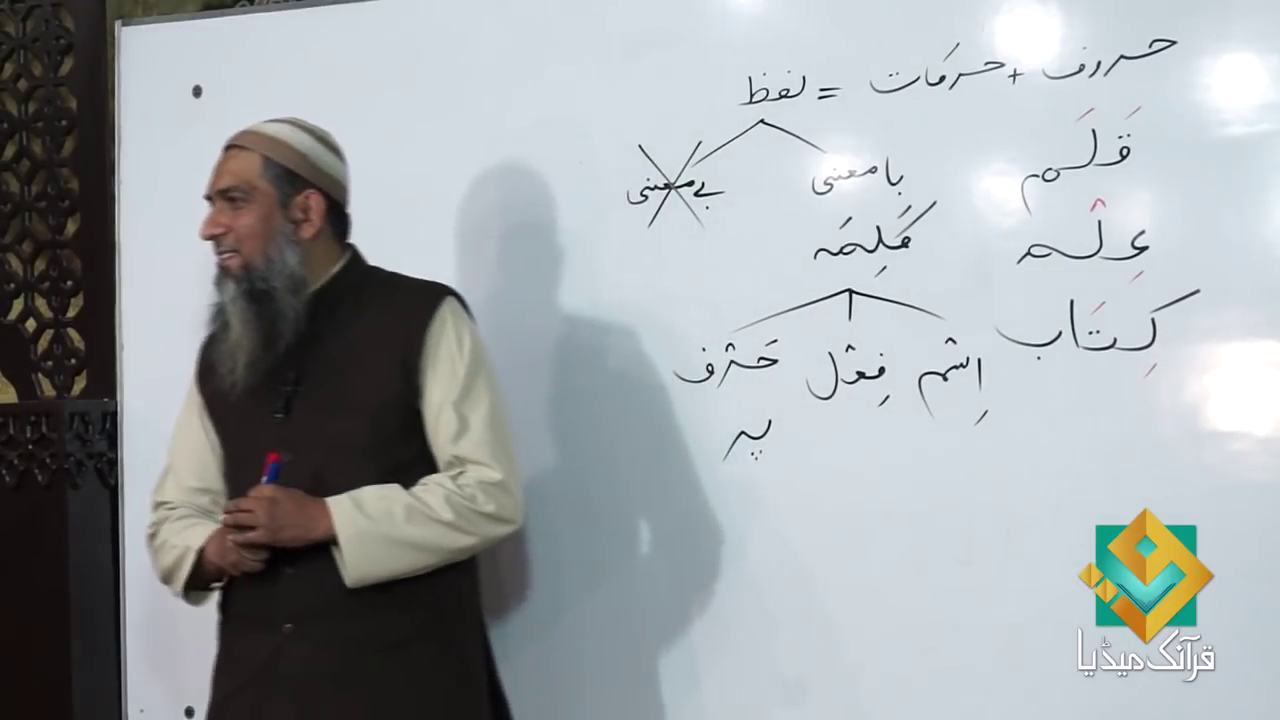 حروف + حرکات = لفظ
قَلَم
بامعنی بےمعنی
عِلْم
کَلِمَہ
کِتَاب
اِسْم فِعْل حَرْف
پہ
قرآنک میڈیا